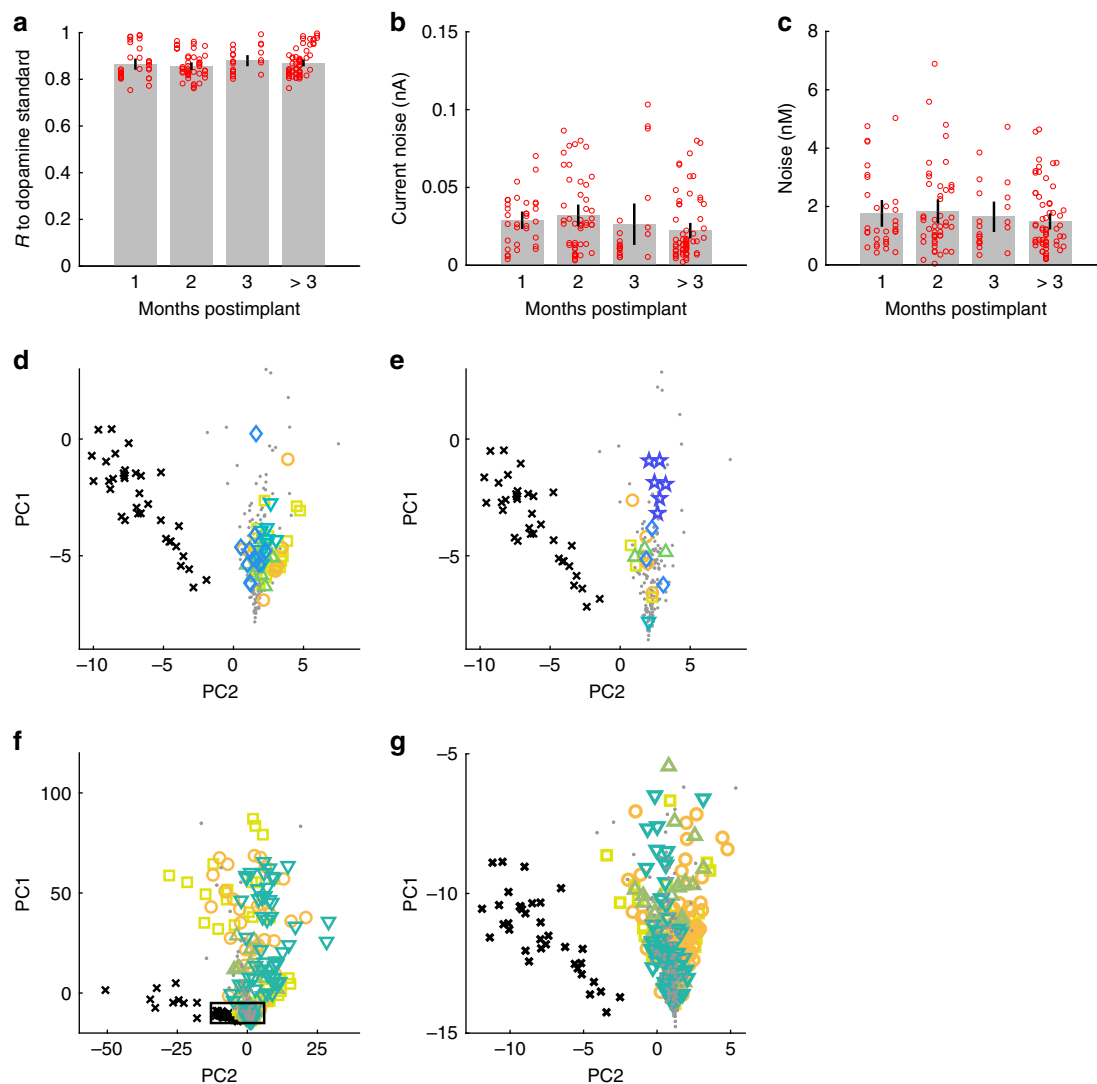 a
1
0.8
0.6
0.4
0.2
0
R to dopamine standard
1 2 3 > 3
Months postimplant
b
0.15
0.1
0.05
0
Current noise (nA)
1 2 3 > 3
Months postimplant
c
8
6
4
2
0
Noise (nM)
1 2 3 > 3
Months postimplant
d
0
−5
PC1
−10 −5 0 5
PC2
e
0
−5
PC1
−10 −5 0 5
PC2
f
100
50
0
PC1
−50 −25 0 25
PC2
g
−5
−10
−15
PC1
−10 −5 0 5
PC2